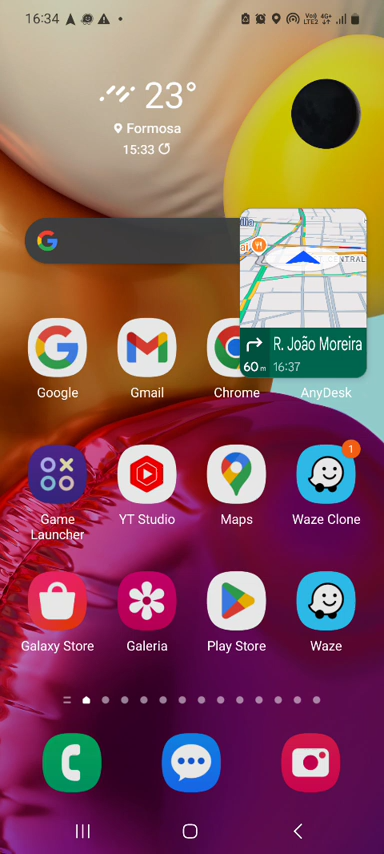 16:34
Vo)) 4G+
LTE2
23°
Formosa
15:33
CENTRAL
R. João Moreira
60 m
16:37
Google
Gmail
Chrome
AnyDesk
1
Game
Launcher
YT Studio
Maps
Waze Clone
Galaxy Store
Galeria
Play Store
Waze